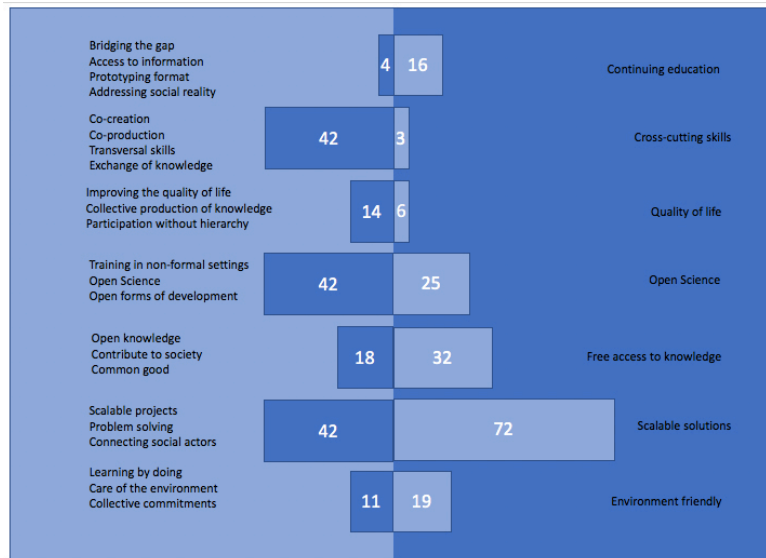 Bridging the gap
Access to information
Prototyping format
Addressing social reality
4
16
Continuing education
Co-creation
Co-production
Transversal skills
Exchange of knowledge
42
3
Cross-cutting skills
Improving the quality of life
Collective production of knowledge
Participation without hierarchy
14
6
Quality of life
Training in non-formal settings
Open Science
Open forms of development
42
25
Open Science
Open knowledge
Contribute to society
Common good
18
32
Free access to knowledge
Scalable projects
Problem solving
Connecting social actors
42
72
Scalable solutions
Learning by doing
Care of the environment
Collective commitments
11
19
Environment friendly